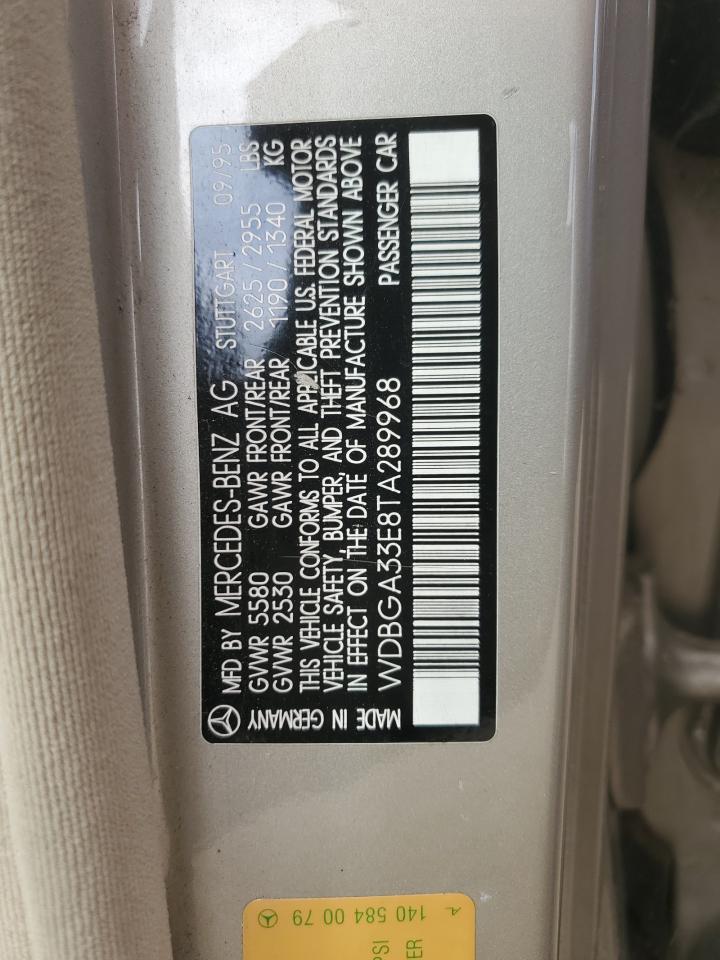 MFD BY MERCEDES-BENZ AG STUTTGART 09/95
GVWR 5580 GAWR FRONT/REAR 2625 / 2955 LBS
GVWR 2530 GAWR FRONT/REAR 1190 / 1340 KG
THIS VEHICLE CONFORMS TO ALL APPLICABLE U.S. FEDERAL MOTOR
VEHICLE SAFETY, BUMPER, AND THEFT PREVENTION STANDARDS
IN EFFECT ON THE DATE OF MANUFACTURE SHOWN ABOVE
WDBGA33E8TA289968 PASSENGER CAR
MADE IN GERMANY
A 140 584 00 79
PSI